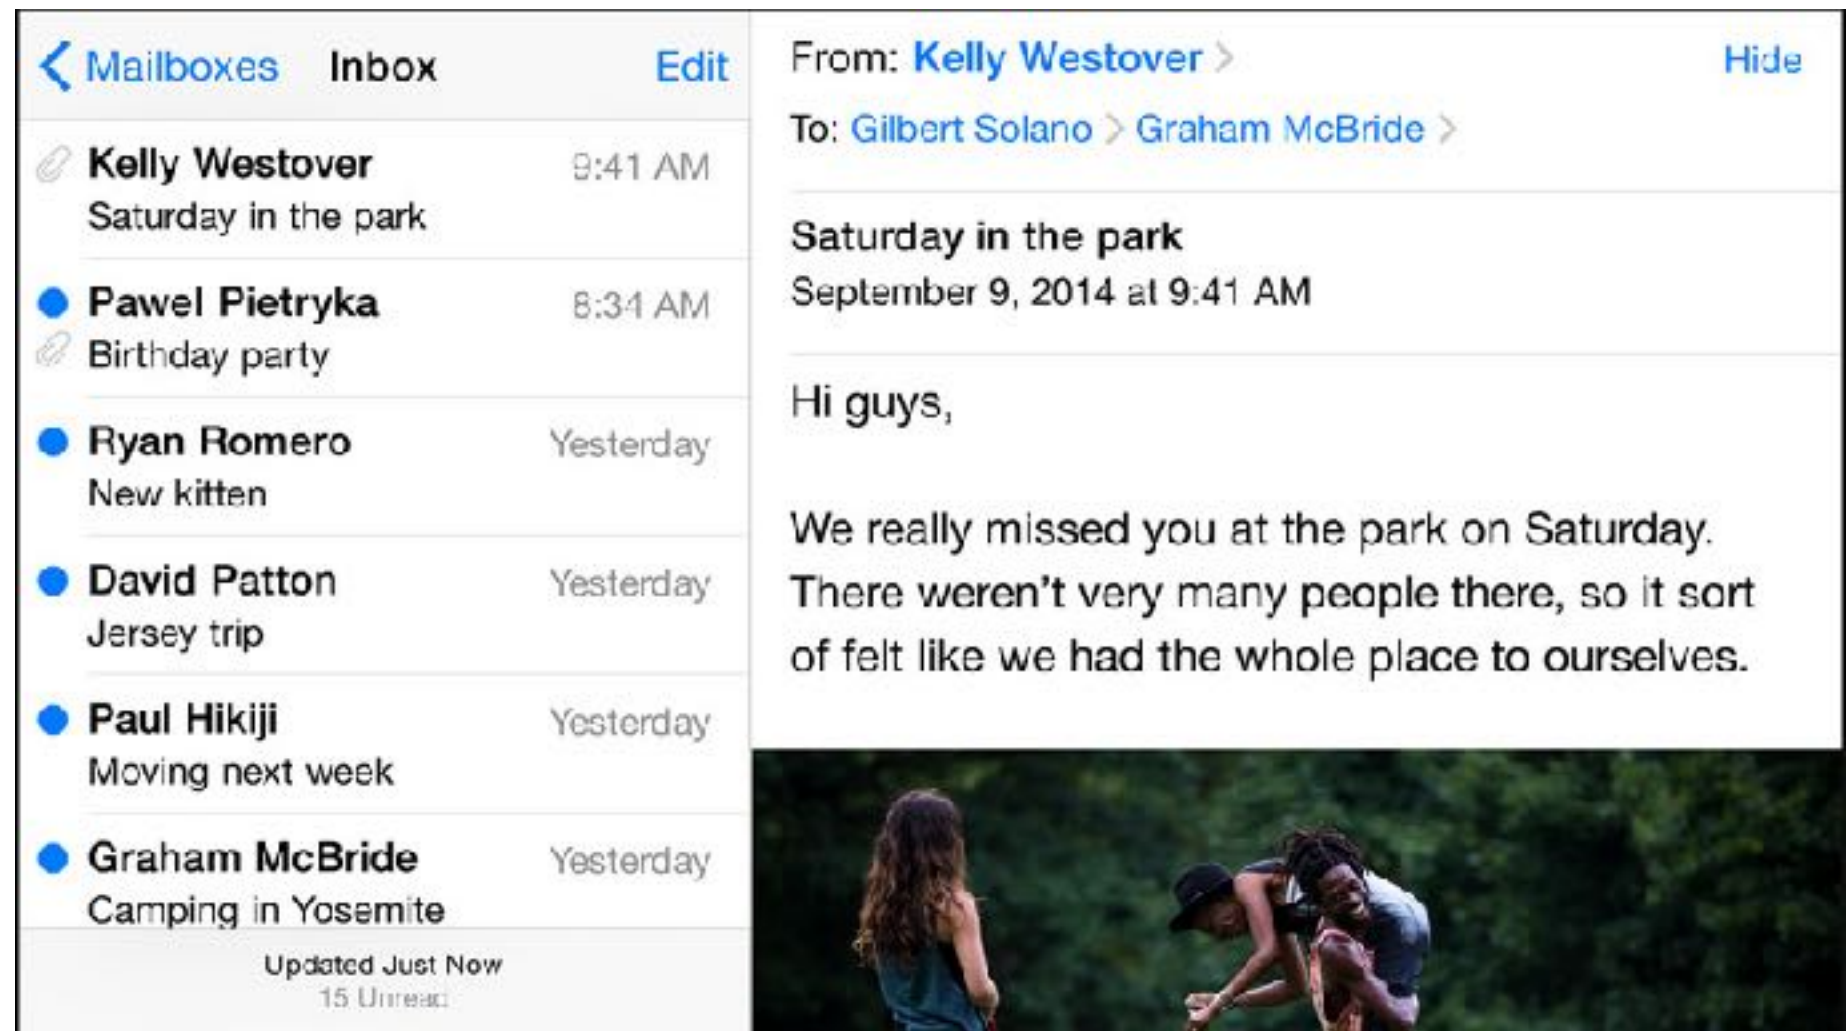 Mailboxes Inbox Edit
Kelly Westover 9:41 AM
Saturday in the park
Pawel Pietryka 8:34 AM
Birthday party
Ryan Romero Yesterday
New kitten
David Patton Yesterday
Jersey trip
Paul Hikiji Yesterday
Moving next week
Graham McBride Yesterday
Camping in Yosemite
Updated Just Now
15 Unread
From: Kelly Westover > Hide
To: Gilbert Solano > Graham McBride >
Saturday in the park
September 9, 2014 at 9:41 AM
Hi guys,
We really missed you at the park on Saturday.
There weren't very many people there, so it sort
of felt like we had the whole place to ourselves.